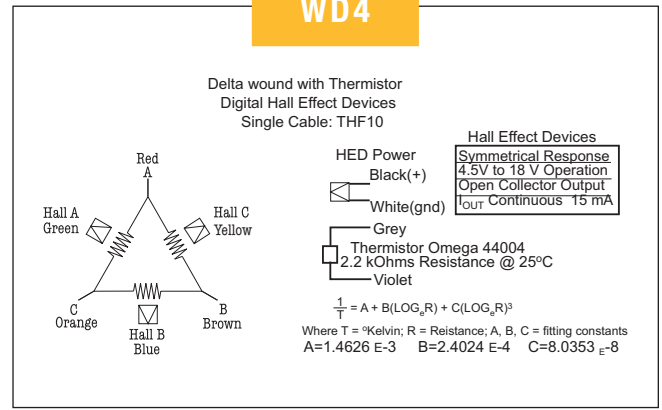 WD4
Delta wound with Thermistor
Digital Hall Effect Devices
Single Cable: THF10
Red
A
Hall A
Green
Hall C
Yellow
C
Orange
B
Brown
Hall B
Blue
HED Power
Black(+)
White(gnd)
Grey
Thermistor Omega 44004
2.2 kOhms Resistance @ 25ºC
Violet
Hall Effect Devices
Symmetrical Response
4.5V to 18 V Operation
Open Collector Output
IOUT Continuous 15 mA
1/T = A + B(LOGeR) + C(LOGeR)³
Where T = ºKelvin; R = Reistance; A, B, C = fitting constants
A=1.4626 E-3 B=2.4024 E-4 C=8.0353 E-8